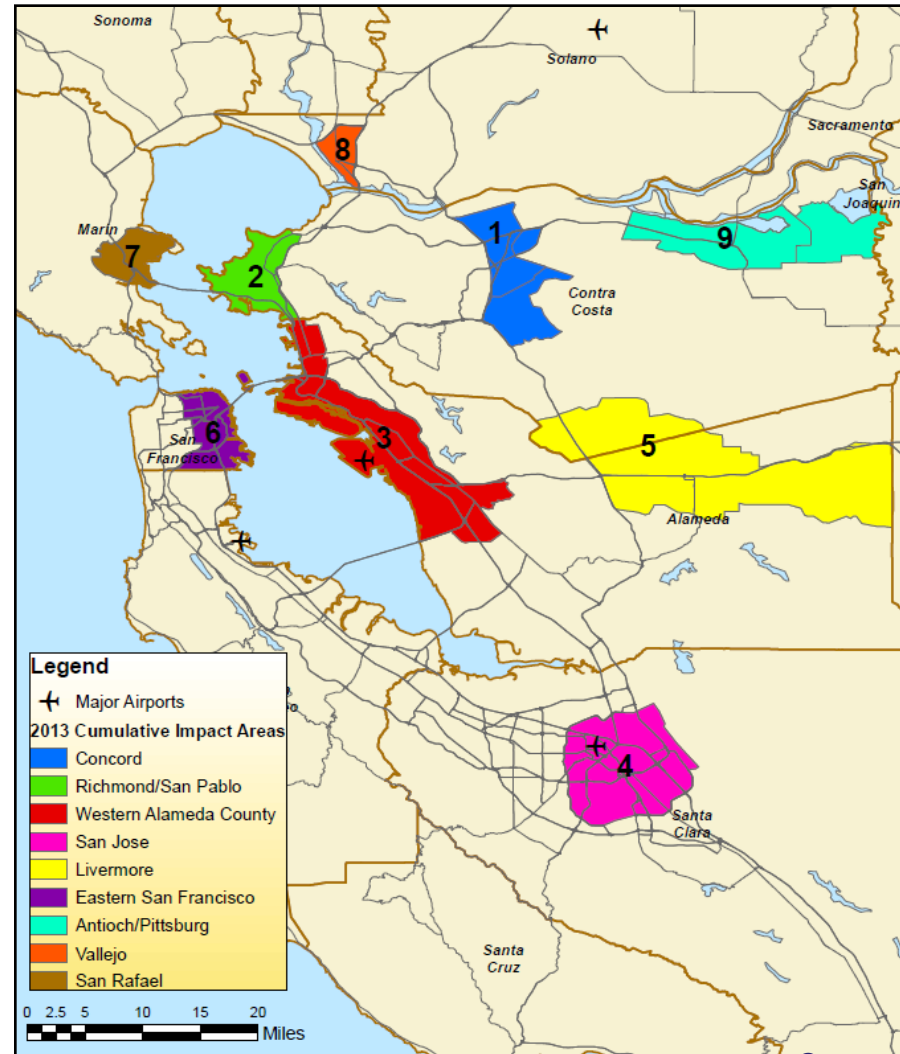 Sonoma
Solano
Sacramento
8
San
Joaquin
Marin
1
9
7
2
Contra
Costa
6
San
Francisco
3
5
Alameda
Legend
Major Airports
2013 Cumulative Impact Areas
Concord
Richmond/San Pablo
Western Alameda County
San Jose
Livermore
Eastern San Francisco
Antioch/Pittsburg
Vallejo
San Rafael
4
Santa
Clara
Santa
Cruz
0 2.5 5 10 15 20
Miles